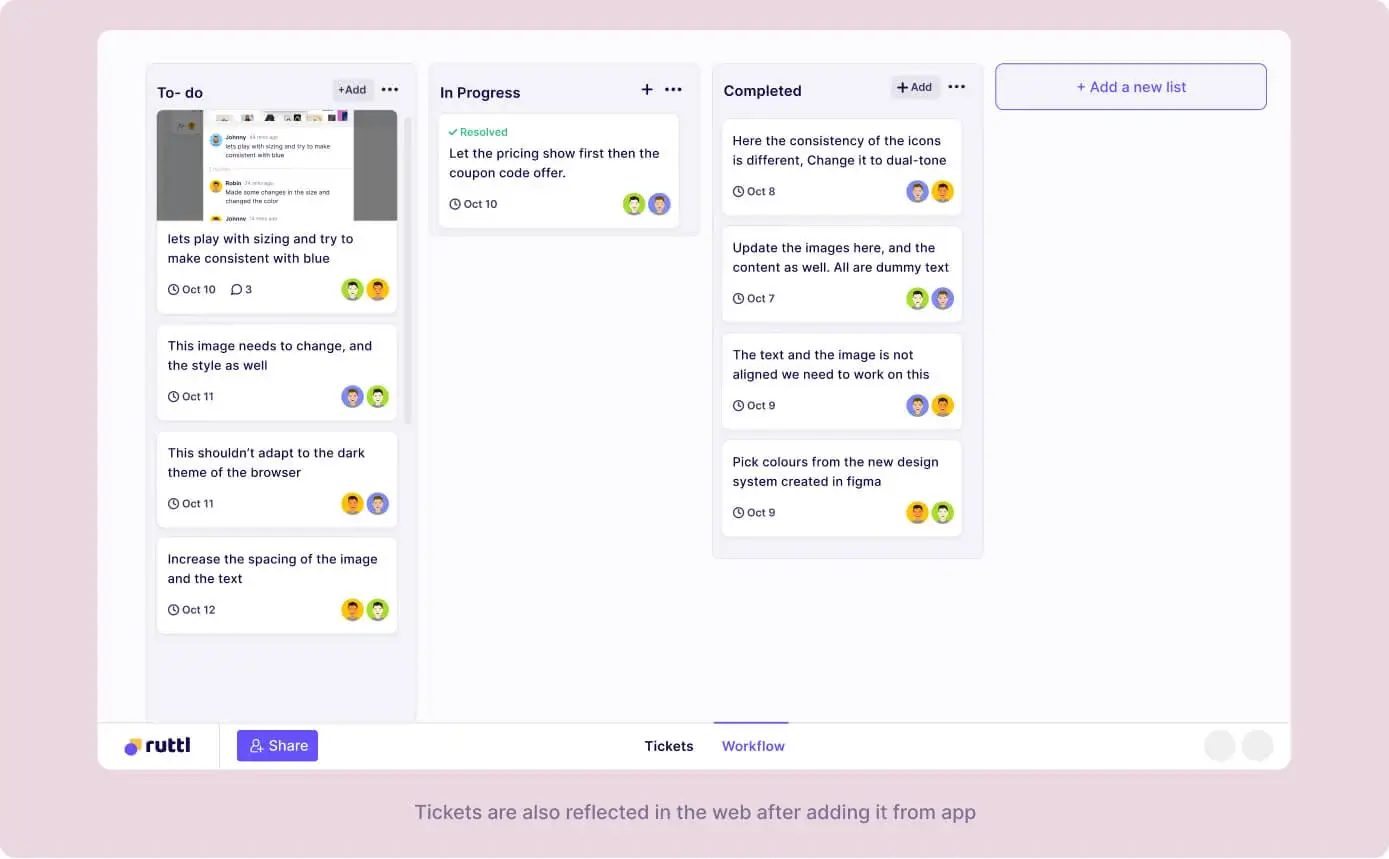 To- do
+Add
Johnny 44 mins ago
lets play with sizing and try to make
consistent with blue
Robin 24 mins ago
Made some changes in the size and
changed the color
Johnny 14 mins ago
lets play with sizing and try to
make consistent with blue
Oct 10
3
This image needs to change, and
the style as well
Oct 11
This shouldn’t adapt to the dark
theme of the browser
Oct 11
Increase the spacing of the image
and the text
Oct 12
In Progress
+
Resolved
Let the pricing show first then the
coupon code offer.
Oct 10
Completed
+ Add
Here the consistency of the icons
is different, Change it to dual-tone
Oct 8
Update the images here, and the
content as well. All are dummy text
Oct 7
The text and the image is not
aligned we need to work on this
Oct 9
Pick colours from the new design
system created in figma
Oct 9
+ Add a new list
ruttl
Share
Tickets
Workflow
Tickets are also reflected in the web after adding it from app